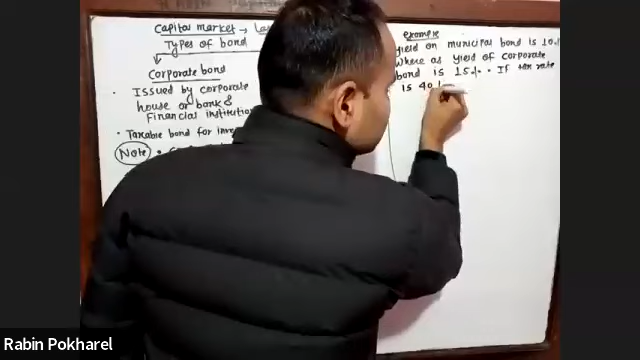 Capital market →
Types of bond
Corporate bond
• Issued by corporate
house or bank &
Financial
• Taxable bond for
Note •
example
yield on municipal bond is 10.
Where as yield of corporate
bond is 15.1.. If tax rate
is 40
Rabin Pokharel